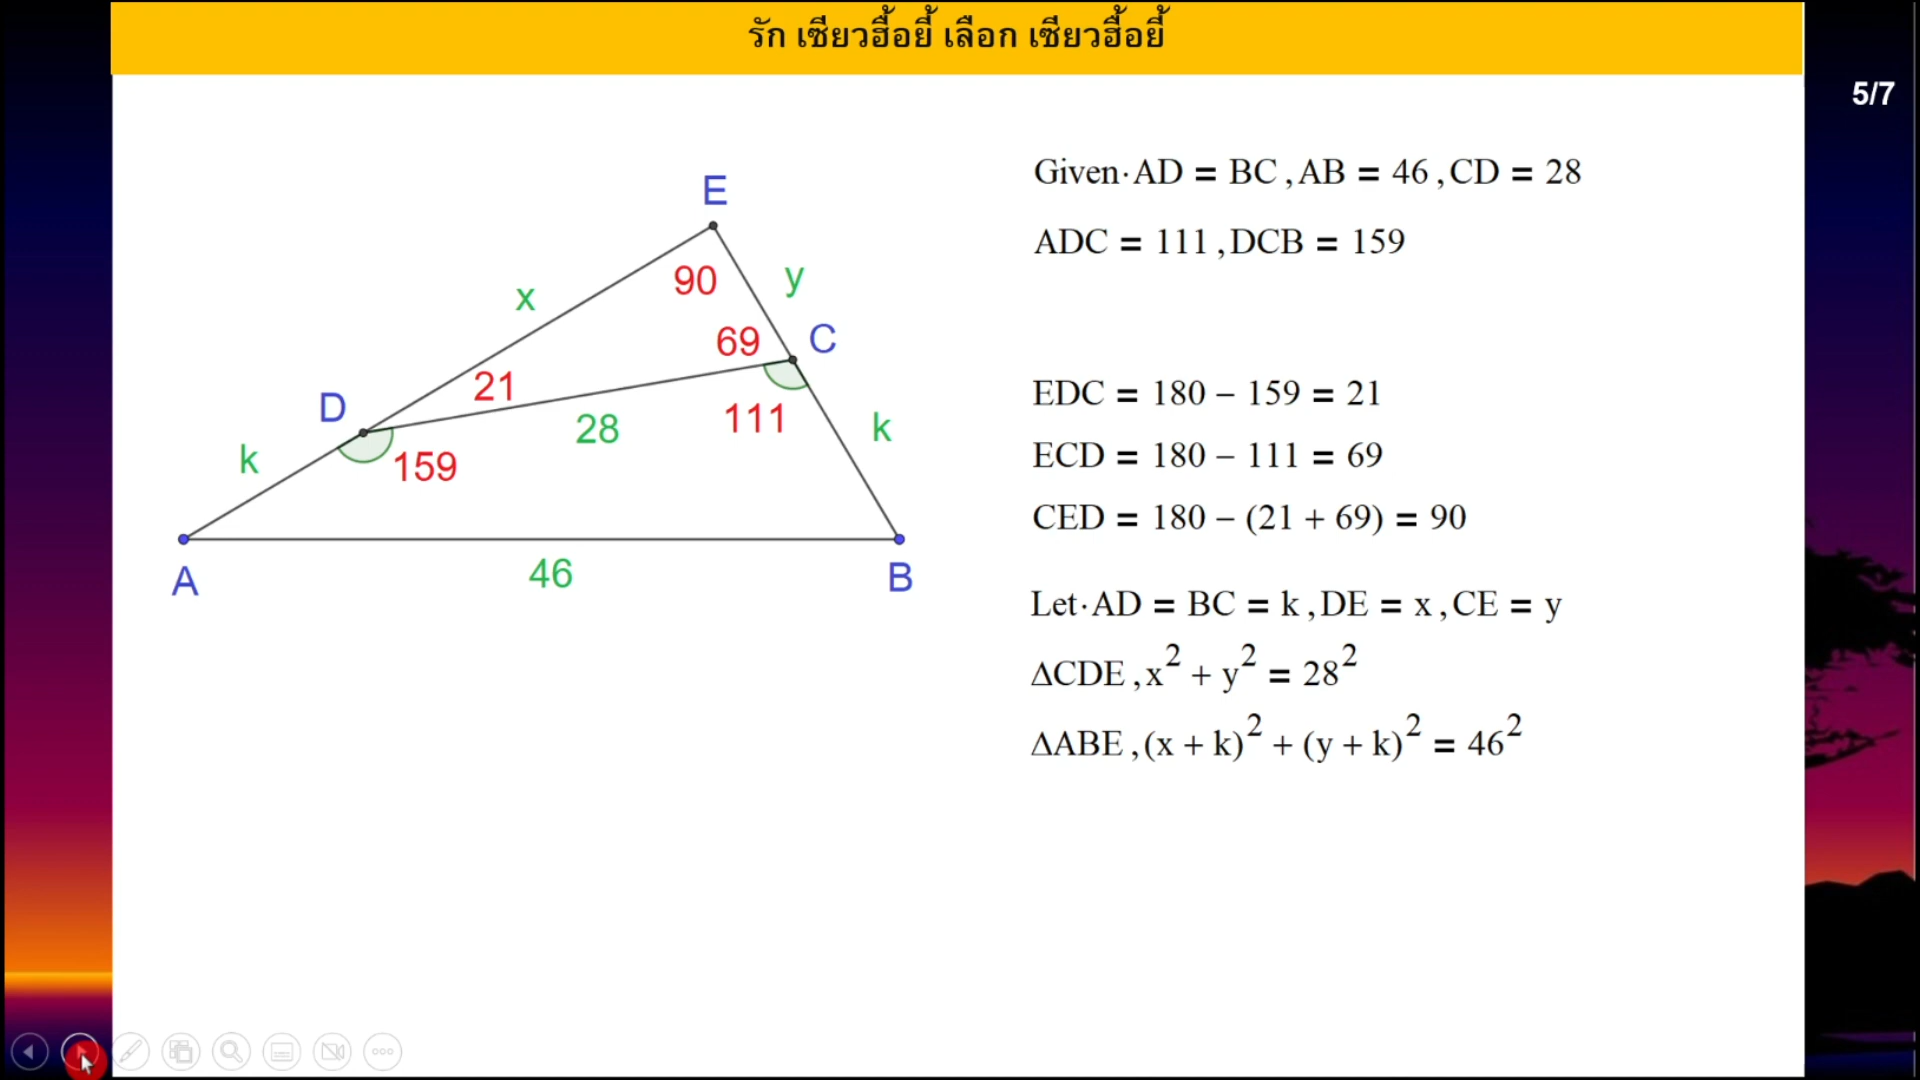 รัก เซียวฮื้อยี้ เลือก เซียวฮื้อยี้
5/7
Given·AD = BC , AB = 46 , CD = 28
ADC = 111 , DCB = 159
E
90
y
x
69
C
21
D
28
111
k
k
159
46
A
B
EDC = 180 − 159 = 21
ECD = 180 − 111 = 69
CED = 180 − (21 + 69) = 90
Let·AD = BC = k , DE = x , CE = y
ΔCDE , x² + y² = 28²
ΔABE , (x + k)² + (y + k)² = 46²